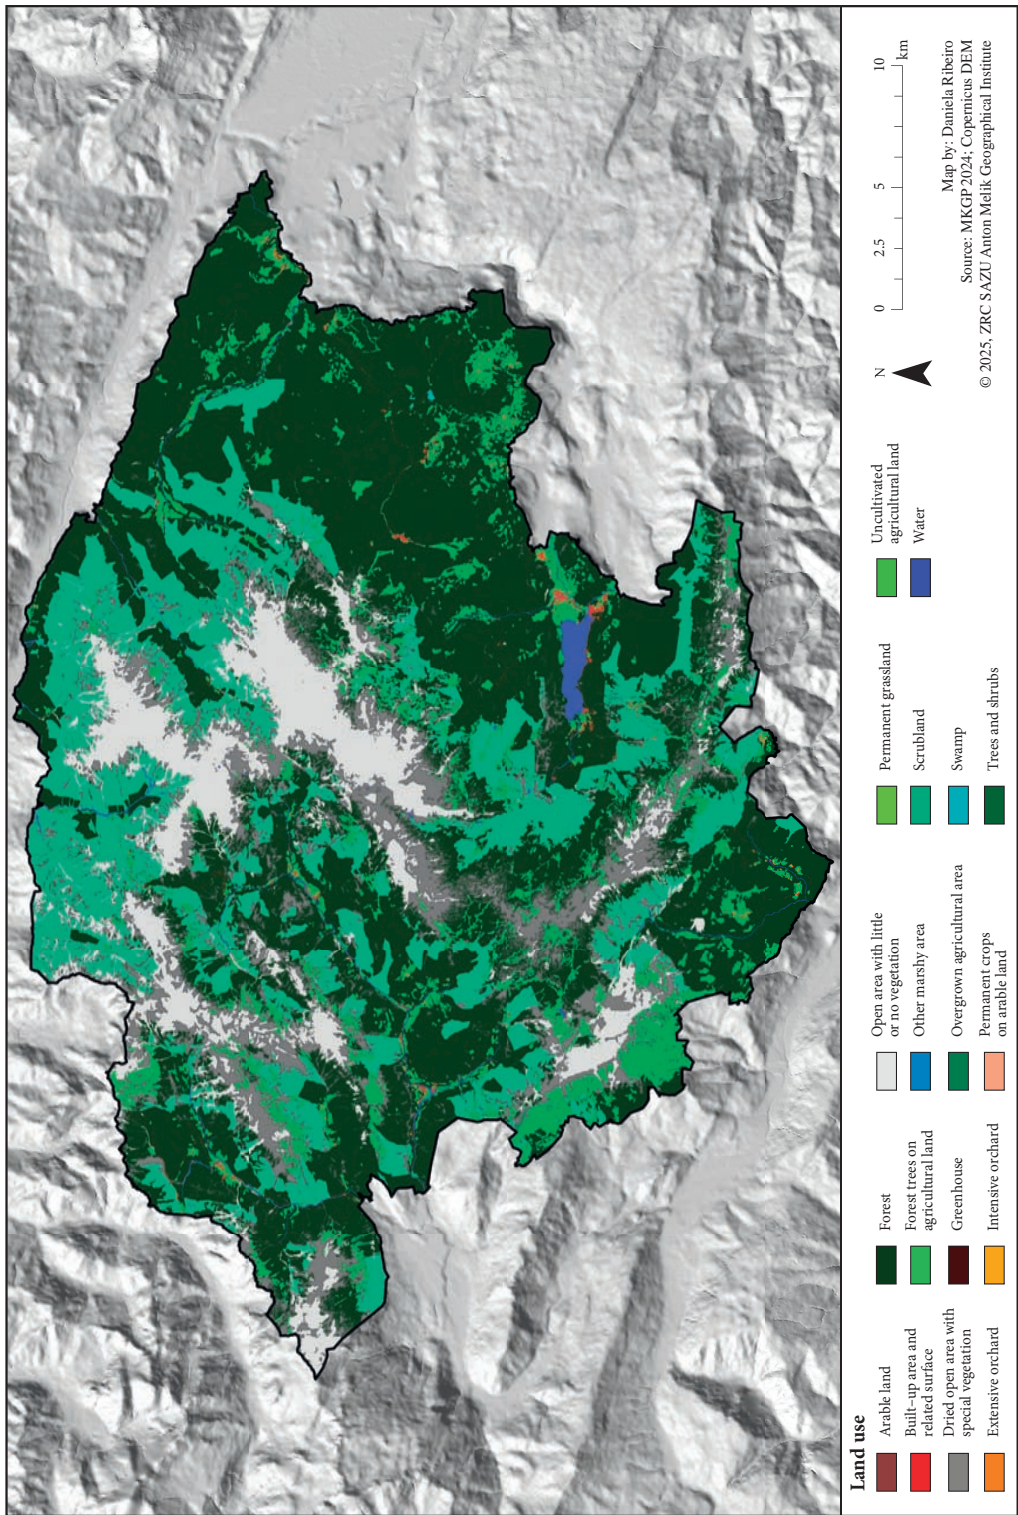 Land use
Arable land
Built-up area and
related surface
Dried open area with
special vegetation
Extensive orchard
Forest
Forest trees on
agricultural land
Greenhouse
Intensive orchard
Open area with little
or no vegetation
Other marshy area
Overgrown agricultural area
Permanent crops
on arable land
Permanent grassland
Scrubland
Swamp
Trees and shrubs
Uncultivated
agricultural land
Water
N
0 2.5 5 10
km
Map by: Daniela Ribeiro
Source: MKGP 2024; Copernicus DEM
© 2025, ZRC SAZU Anton Melik Geographical Institute